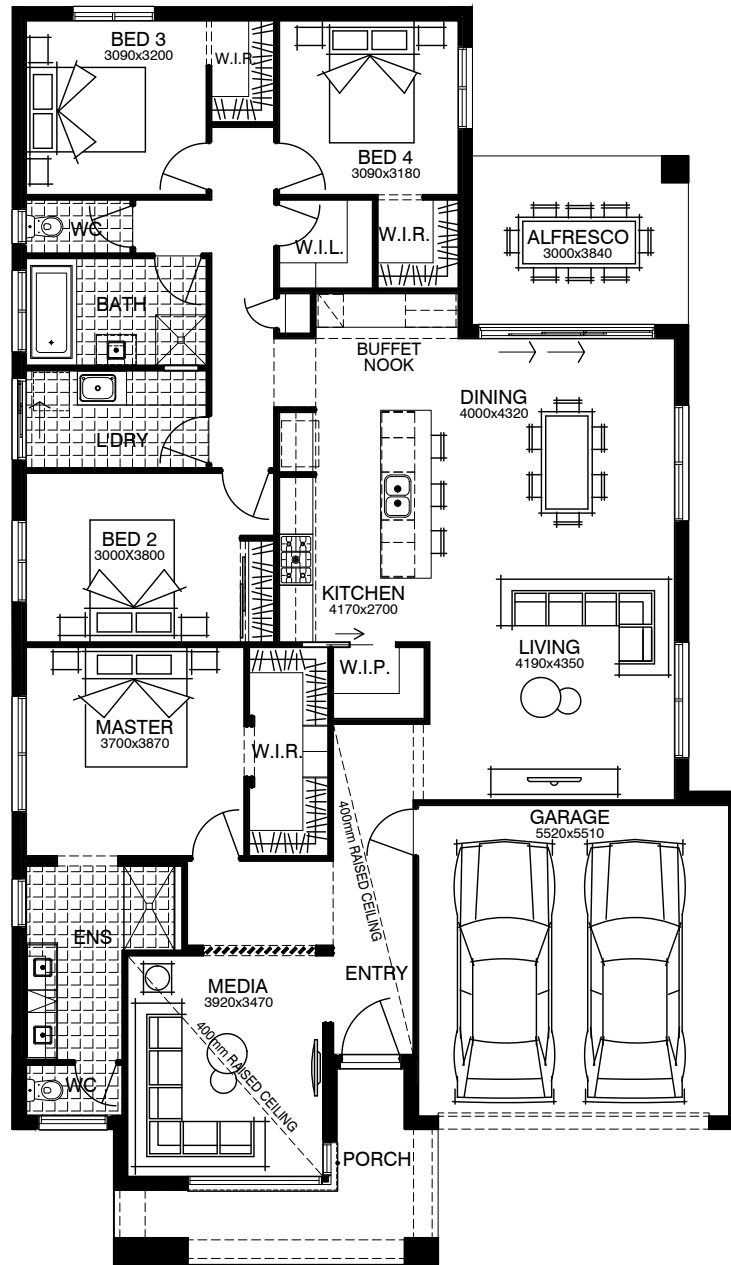 BED 3
3090x3200
W.I.R.
BED 4
3090x3180
WC
W.I.L.
W.I.R.
ALFRESCO
3000x3840
BATH
BUFFET
NOOK
DINING
4000x4320
L'DRY
BED 2
3000X3800
KITCHEN
4170x2700
LIVING
4190x4350
W.I.P.
MASTER
3700x3870
W.I.R.
400mm RAISED CEILING
GARAGE
5520x5510
ENS
MEDIA
3920x3470
ENTRY
400mm RAISED CEILING
WC
PORCH